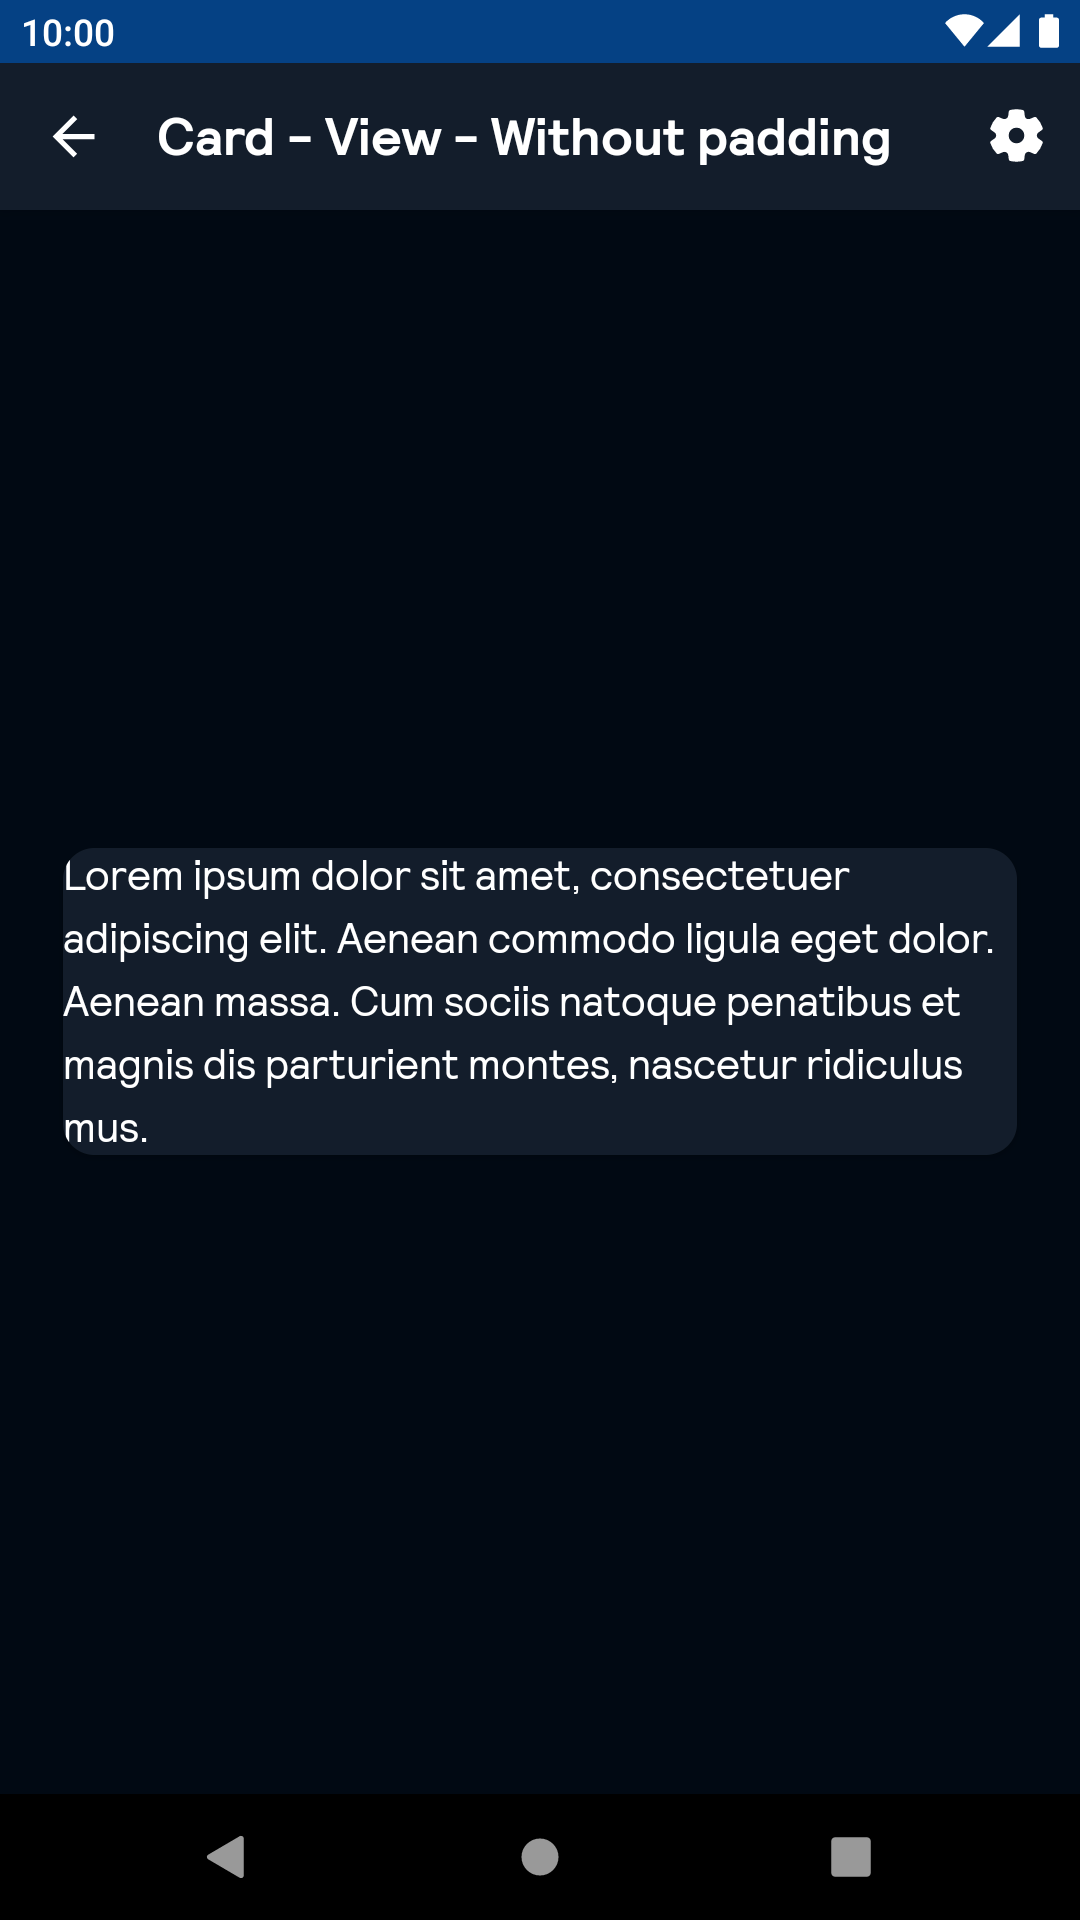 10:00
Card - View - Without padding
Lorem ipsum dolor sit amet, consectetuer
adipiscing elit. Aenean commodo ligula eget dolor.
Aenean massa. Cum sociis natoque penatibus et
magnis dis parturient montes, nascetur ridiculus
mus.